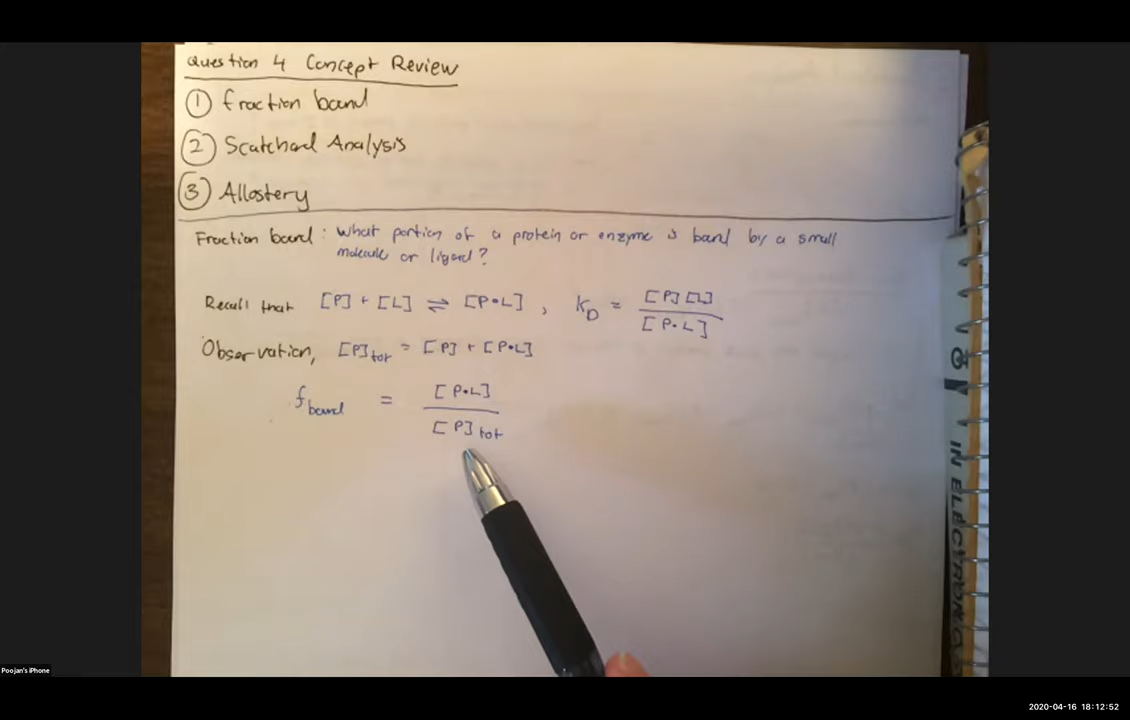 Question 4 Concept Review
① fraction bound
② Scatchard Analysis
③ Allostery
Fraction bound : What portion of a protein or enzyme is bound by a small
molecule or ligand?
Recall that [P] + [L] ⇌ [P•L] , K_D = [P][L] / [P•L]
Observation, [P]_tot = [P] + [P•L]
f_bound = [P•L] / [P]_tot
IN ELECTRONICS
Poojan's iPhone
2020-04-16 18:12:52